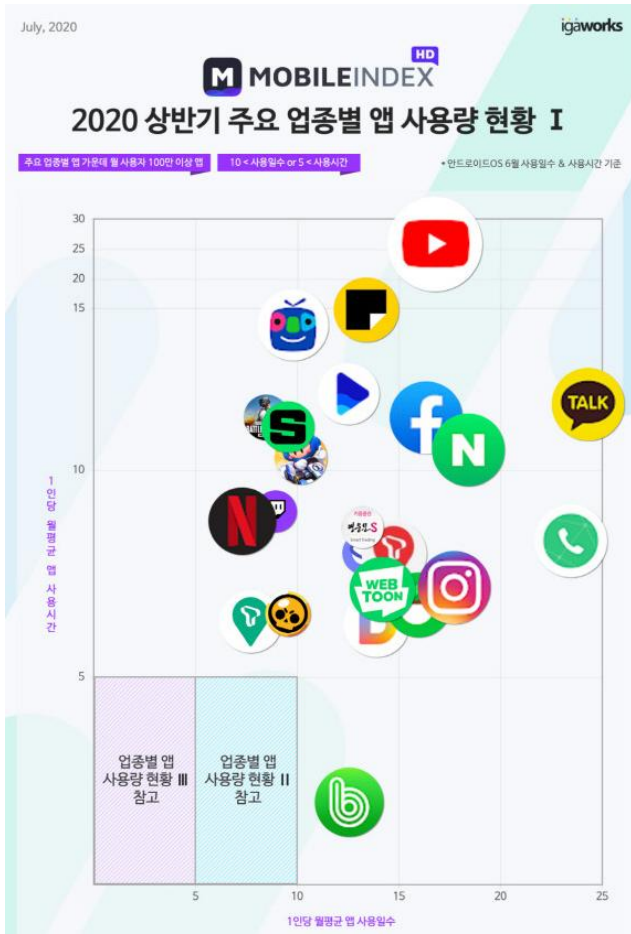 July, 2020
igaworks
HD
M MOBILEINDEX
2020 상반기 주요 업종별 앱 사용량 현황 Ⅰ
주요 업종별 앱 가운데 월 사용자 100만 이상 앱
10 < 사용일수 or 5 < 사용시간
* 안드로이드OS 6월 사용일수 & 사용시간 기준
30
25
20
15
10
5
1인당 월평균 앱 사용시간
TALK
N
S
N
영웅문S
WEB
TOON
업종별 앱
사용량 현황 Ⅲ
참고
업종별 앱
사용량 현황 Ⅱ
참고
5
10
15
20
25
1인당 월평균 앱 사용일수